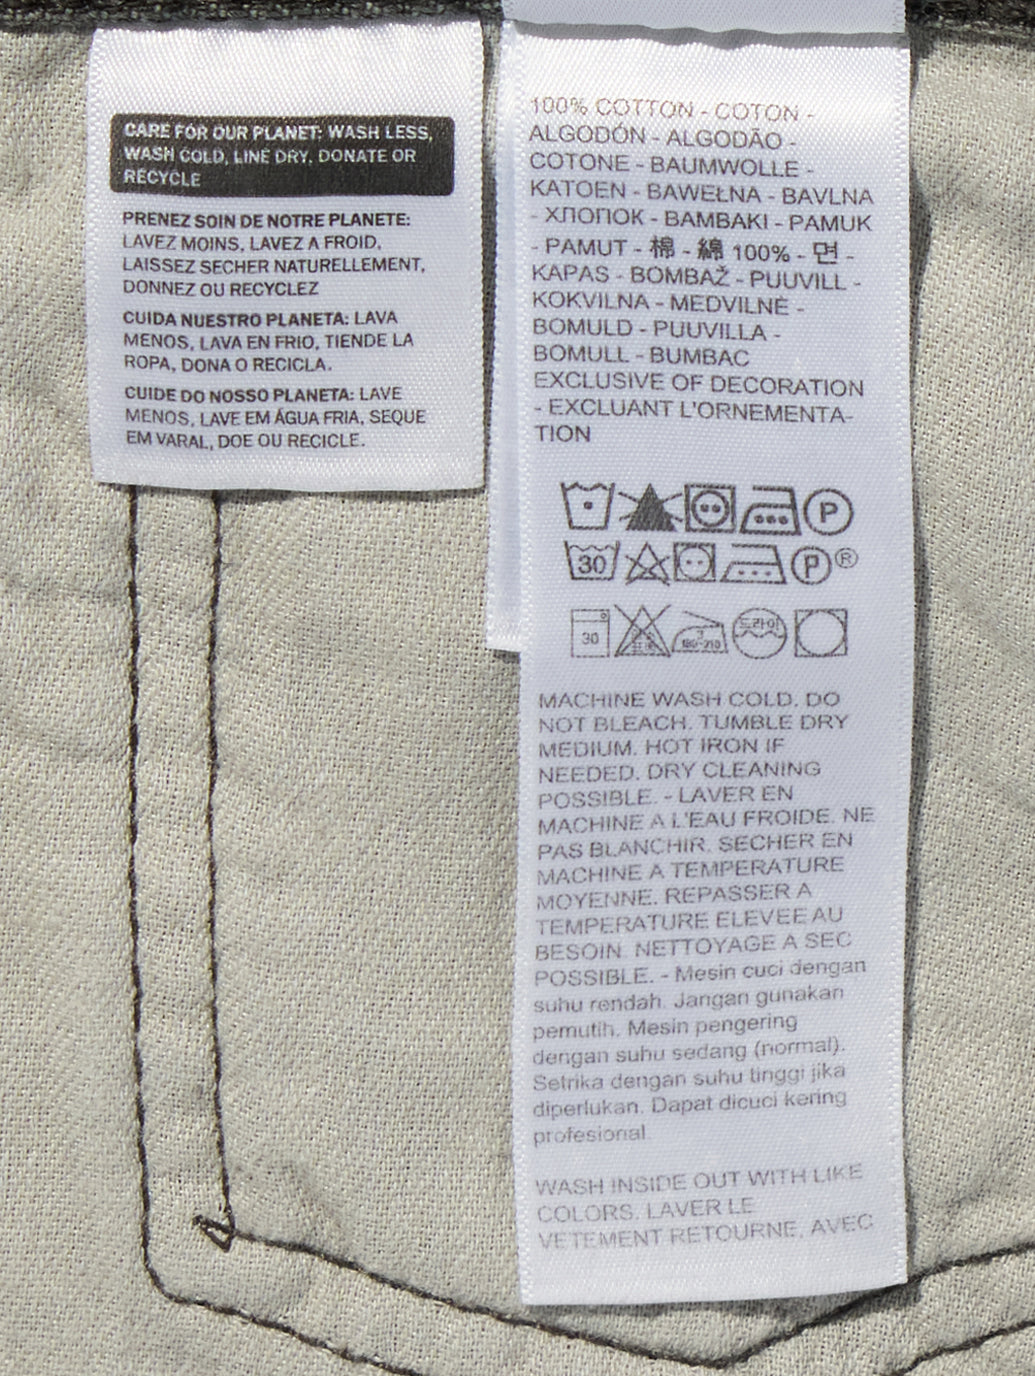 CARE FOR OUR PLANET: WASH LESS,
WASH COLD, LINE DRY, DONATE OR
RECYCLE
PRENEZ SOIN DE NOTRE PLANETE:
LAVEZ MOINS, LAVEZ A FROID,
LAISSEZ SECHER NATURELLEMENT,
DONNEZ OU RECYCLEZ
CUIDA NUESTRO PLANETA: LAVA
MENOS, LAVA EN FRIO, TIENDE LA
ROPA, DONA O RECICLA.
CUIDE DO NOSSO PLANETA: LAVE
MENOS, LAVE EM ÁGUA FRIA, SEQUE
EM VARAL, DOE OU RECICLE.
100% COTTON - COTON -
ALGODÓN - ALGODÃO -
COTONE - BAUMWOLLE -
KATOEN - BAWEŁNA - BAVLNA
- ХЛОПОК - BAMBAKI - PAMUK
- PAMUT - 棉 - 綿 100% - 면 -
KAPAS - BOMBAŽ - PUUVILL -
KOKVILNA - MEDVILNĖ -
BOMULD - PUUVILLA -
BOMULL - BUMBAC
EXCLUSIVE OF DECORATION
- EXCLUANT L'ORNEMENTA-
TION
P
30 P ®
30 3 180~210 드라이
MACHINE WASH COLD. DO
NOT BLEACH. TUMBLE DRY
MEDIUM. HOT IRON IF
NEEDED. DRY CLEANING
POSSIBLE. - LAVER EN
MACHINE A L'EAU FROIDE. NE
PAS BLANCHIR. SECHER EN
MACHINE A TEMPERATURE
MOYENNE. REPASSER A
TEMPERATURE ELEVEE AU
BESOIN. NETTOYAGE A SEC
POSSIBLE. - Mesin cuci dengan
suhu rendah. Jangan gunakan
pemutih. Mesin pengering
dengan suhu sedang (normal).
Setrika dengan suhu tinggi jika
diperlukan. Dapat dicuci kering
profesional.
WASH INSIDE OUT WITH LIKE
COLORS. LAVER LE
VETEMENT RETOURNE, AVEC